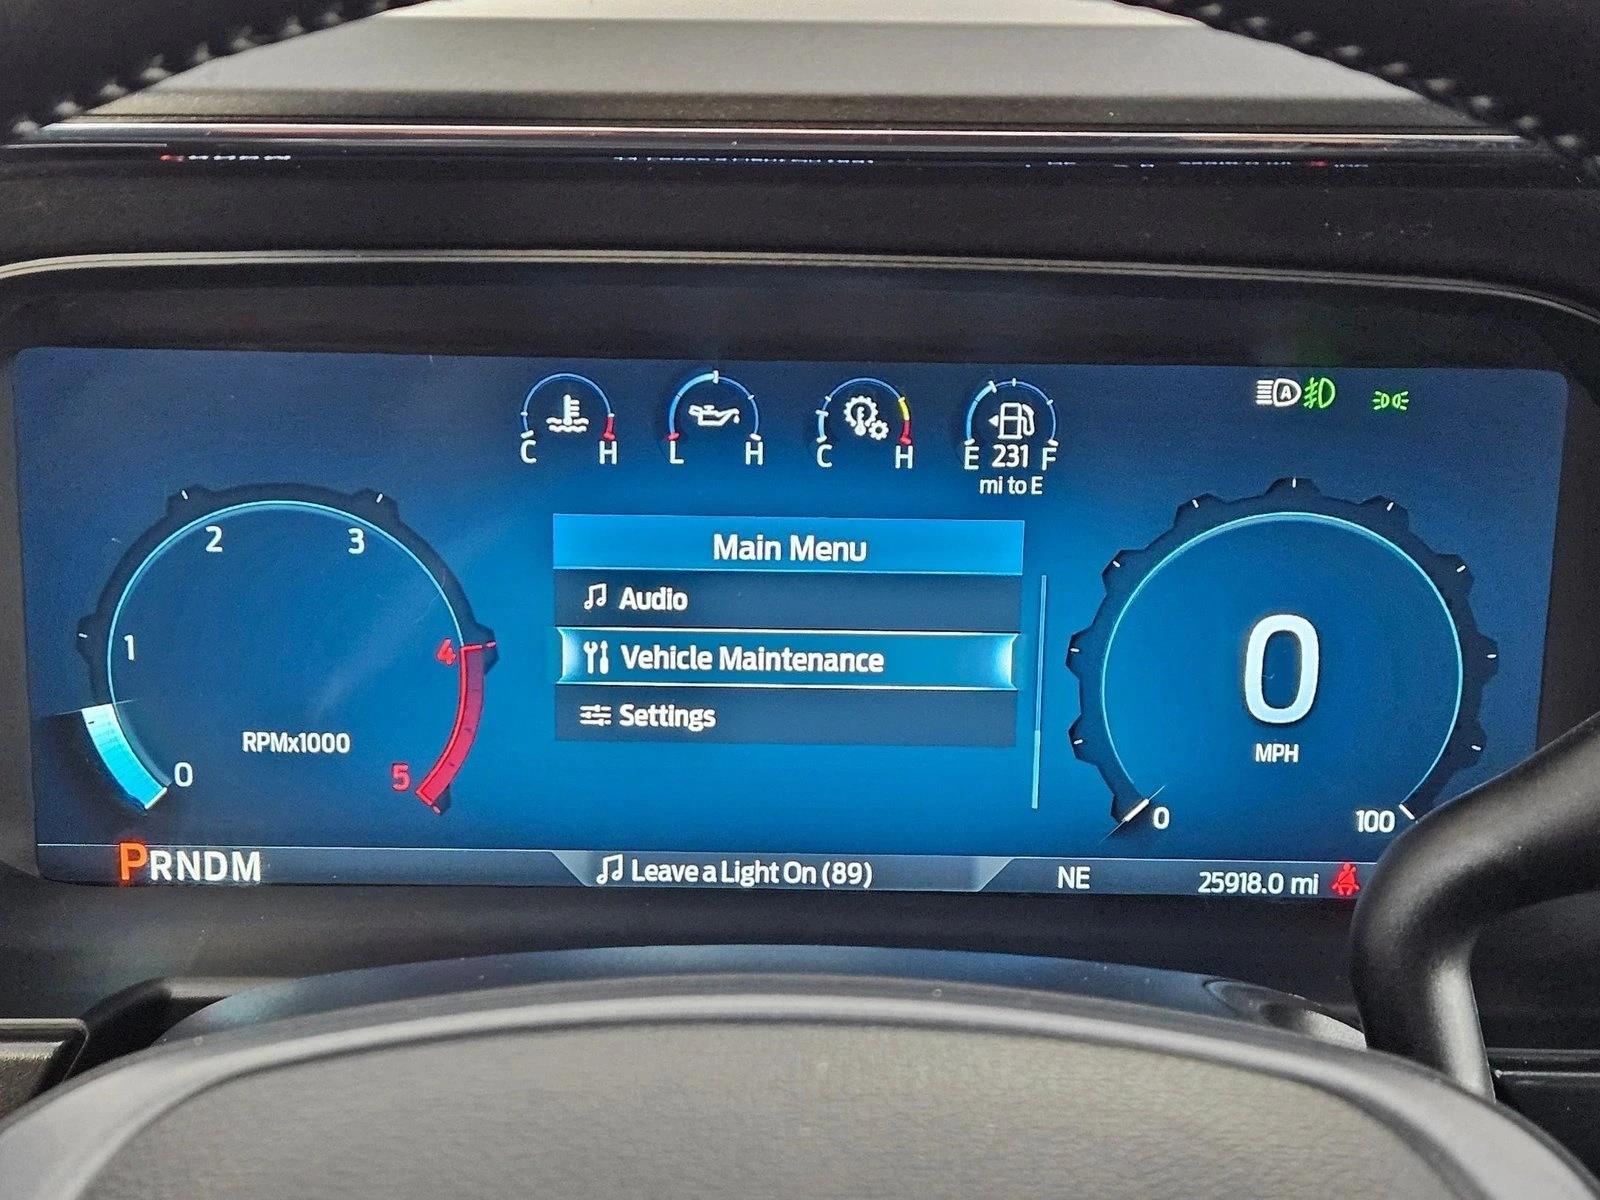 A
C H
L H
C H
E 231 F
mi to E
Main Menu
Audio
Vehicle Maintenance
Settings
0 1 2 3 4 5
RPMx1000
0
MPH
0 100
PRNDM
Leave a Light On (89)
NE
25918.0 mi